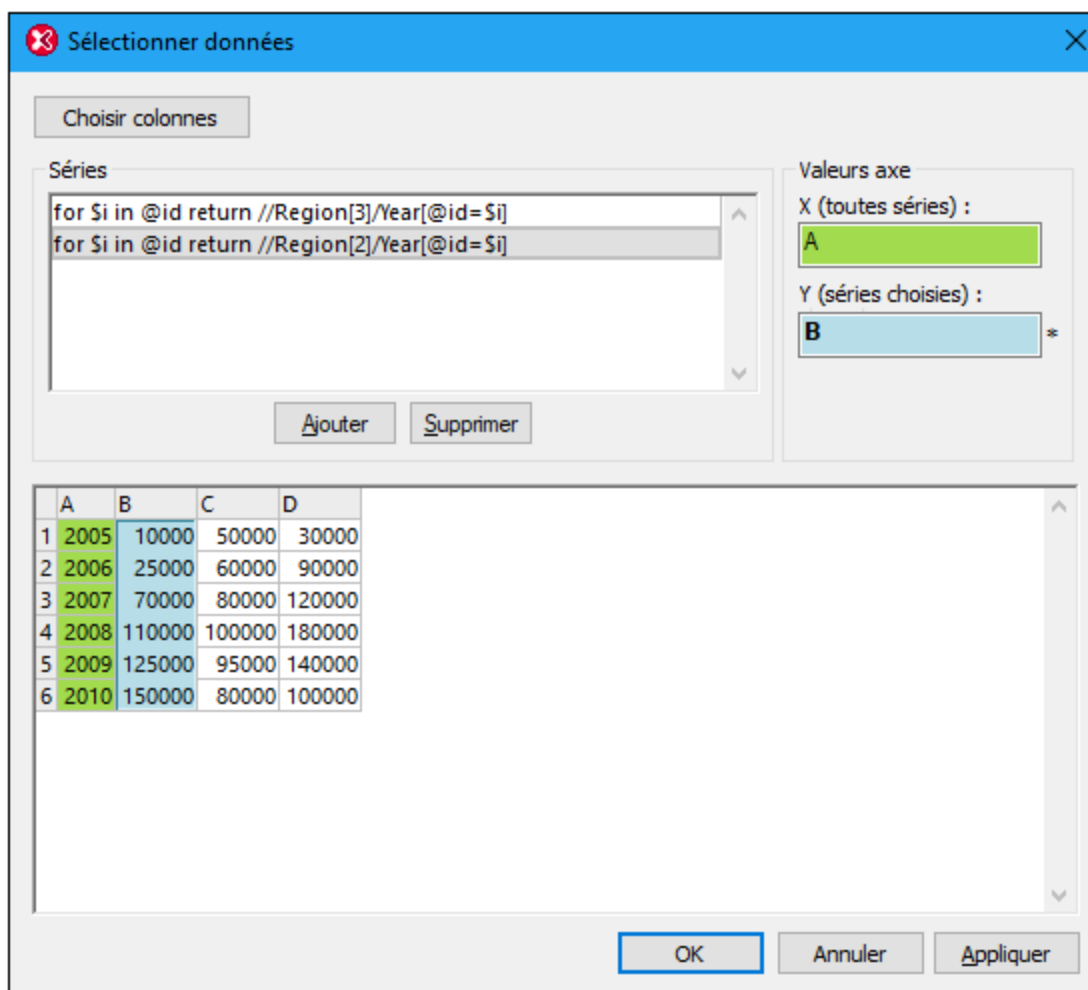 Sélectionner données
Choisir colonnes
Séries
for $i in @id return //Region[3]/Year[@id=$i]
for $i in @id return //Region[2]/Year[@id=$i]
Ajouter Supprimer
Valeurs axe
X (toutes séries) :
A
Y (séries choisies) :
B *
A B C D
1 2005 10000 50000 30000
2 2006 25000 60000 90000
3 2007 70000 80000 120000
4 2008 110000 100000 180000
5 2009 125000 95000 140000
6 2010 150000 80000 100000
OK Annuler Appliquer